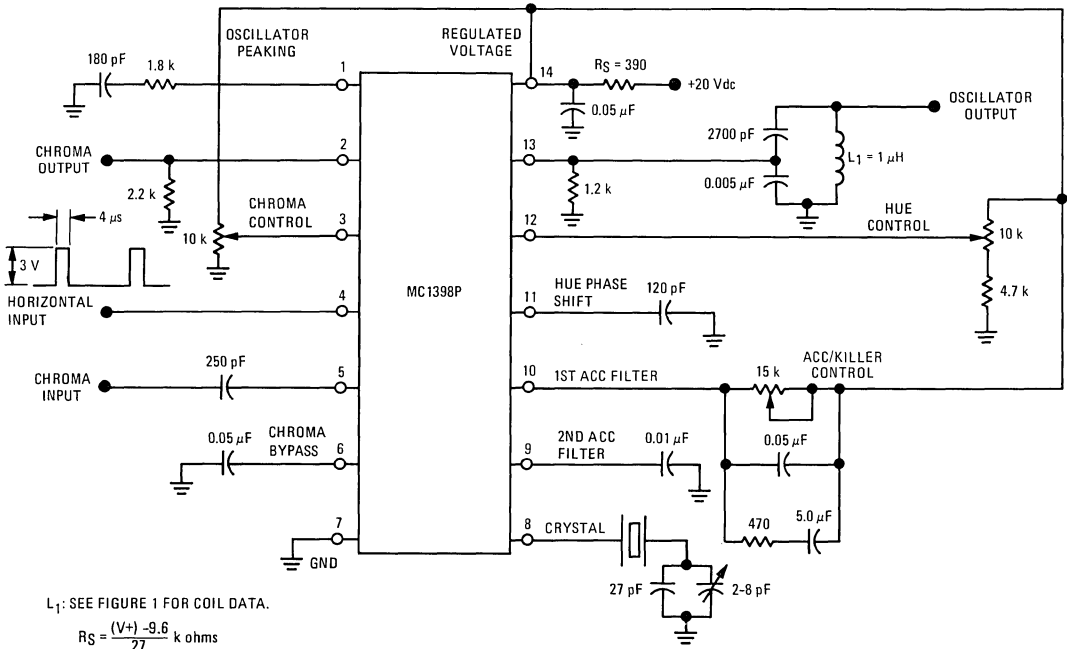 OSCILLATOR
PEAKING
REGULATED
VOLTAGE
180 pF
1.8 k
1
14
RS = 390
+20 Vdc
0.05 µF
OSCILLATOR
OUTPUT
2700 pF
L1 = 1 µH
0.005 µF
CHROMA
OUTPUT
2
13
2.2 k
1.2 k
4 µs
CHROMA
CONTROL
3
12
HUE
CONTROL
10 k
10 k
3 V
MC1398P
4.7 k
HORIZONTAL
INPUT
4
11
HUE PHASE
SHIFT
120 pF
CHROMA
INPUT
250 pF
5
10
1ST ACC FILTER
15 k
ACC/KILLER
CONTROL
0.05 µF
CHROMA
BYPASS
6
9
2ND ACC
FILTER
0.01 µF
0.05 µF
470
5.0 µF
7
GND
8
CRYSTAL
27 pF
2-8 pF
L1: SEE FIGURE 1 FOR COIL DATA.
RS = (V+) -9.6 / 27 k ohms